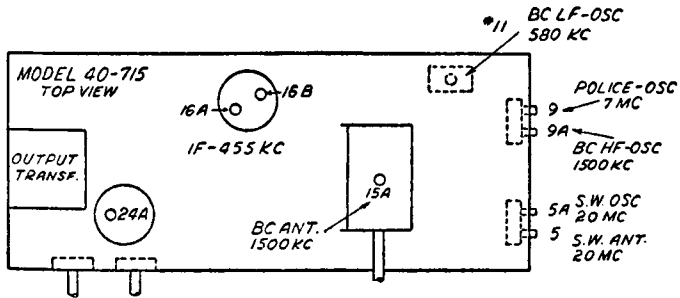 #11
BC LF-OSC
580 KC
MODEL 40-715
TOP VIEW
16A
16B
IF-455 KC
POLICE-OSC
7 MC
9
9A
BC HF-OSC
1500 KC
OUTPUT
TRANSF.
24A
15A
BC ANT.
1500 KC
5A
S.W. OSC
20 MC
5
S.W. ANT.
20 MC